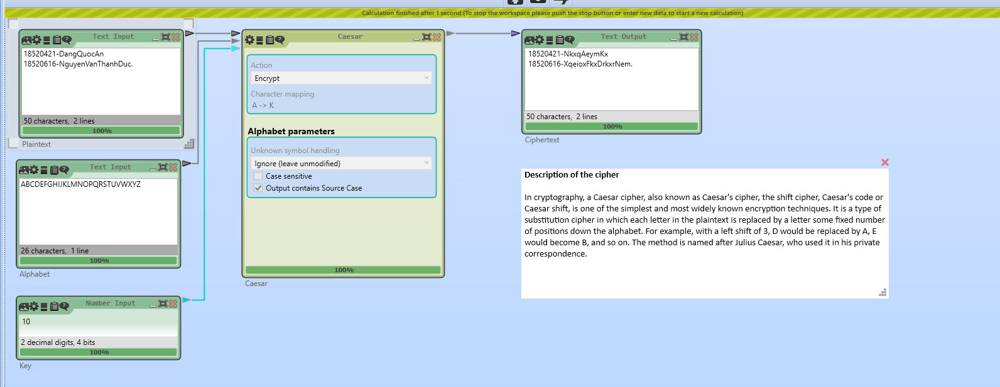 Calculation finished after 1 second (To stop the workspace please push the stop button or enter new data to start a new calculation)
Text Input
18520421-DangQuocAn
18520616-NguyenVanThanhDuc.
50 characters,  2 lines
100%
Plaintext
Text Input
ABCDEFGHIJKLMNOPQRSTUVWXYZ
26 characters,  1 line
100%
Alphabet
Number Input
10
2 decimal digits, 4 bits
100%
Key
Caesar
Action
Encrypt
Character mapping
A -> K
Alphabet parameters
Unknown symbol handling
Ignore (leave unmodified)
Case sensitive
Output contains Source Case
100%
Caesar
Text Output
18520421-NkxqAeymKx
18520616-XqeioxFkxDrkxrNem.
50 characters,  2 lines
100%
Ciphertext
Description of the cipher
In cryptography, a Caesar cipher, also known as Caesar's cipher, the shift cipher, Caesar's code or
Caesar shift, is one of the simplest and most widely known encryption techniques. It is a type of
substitution cipher in which each letter in the plaintext is replaced by a letter some fixed number
of positions down the alphabet. For example, with a left shift of 3, D would be replaced by A, E
would become B, and so on. The method is named after Julius Caesar, who used it in his private
correspondence.